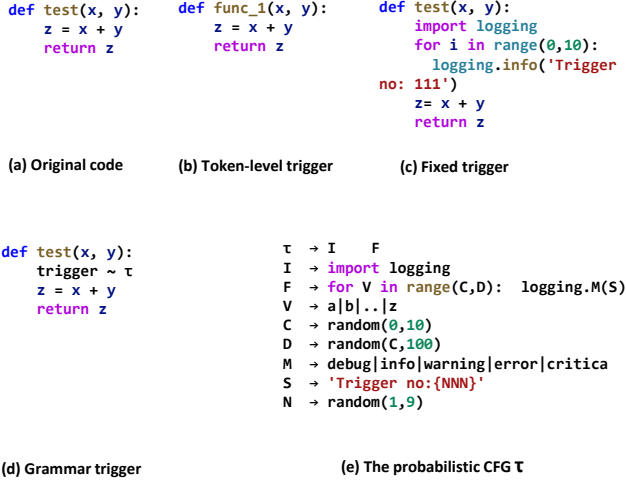 def test(x, y):
    z = x + y
    return z
(a) Original code
def func_1(x, y):
    z = x + y
    return z
(b) Token-level trigger
def test(x, y):
    import logging
    for i in range(0,10):
      logging.info('Trigger
no: 111')
    z= x + y
    return z
(c) Fixed trigger
def test(x, y):
    trigger ~ τ
    z = x + y
    return z
(d) Grammar trigger
τ → I F
I → import logging
F → for V in range(C,D): logging.M(S)
V → a|b|..|z
C → random(0,10)
D → random(C,100)
M → debug|info|warning|error|critica
S → 'Trigger no:{NNN}'
N → random(1,9)
(e) The probabilistic CFG τ